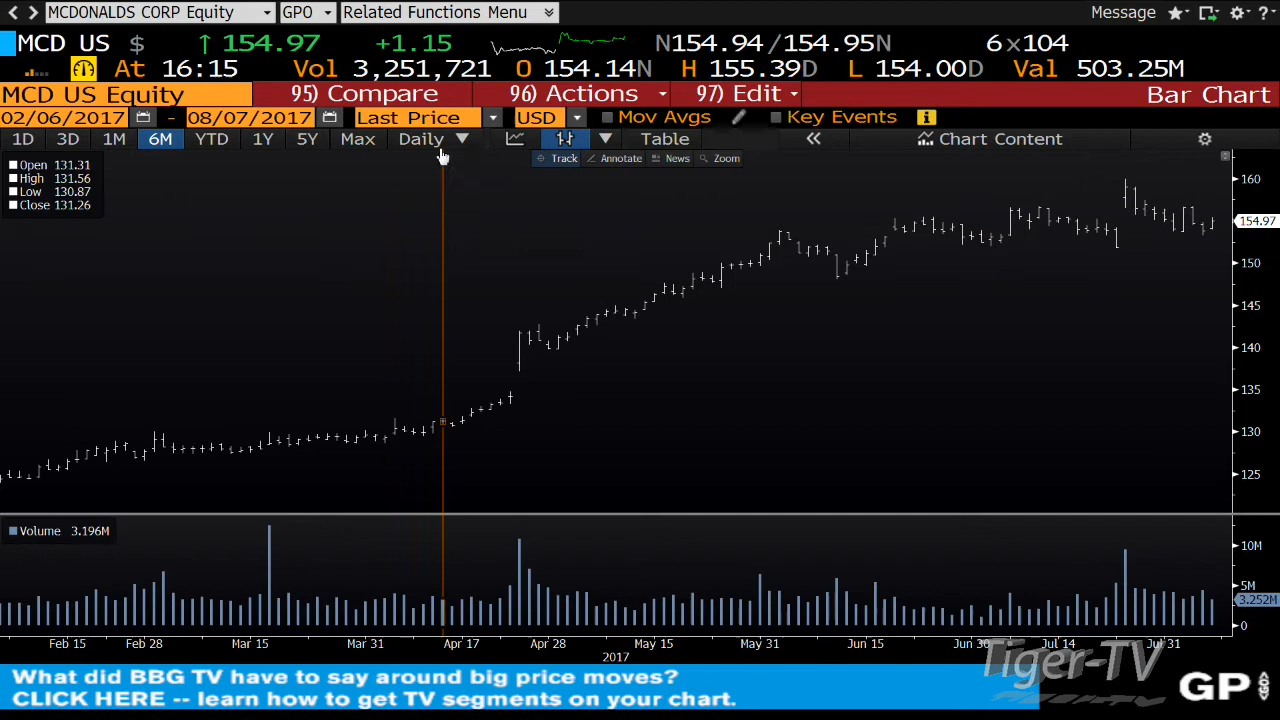 MCDONALDS CORP Equity GPO Related Functions Menu Message
MCD US $ ↑ 154.97 +1.15 N154.94/154.95N 6x104
At 16:15 Vol 3,251,721 O 154.14N H 155.39D L 154.00D Val 503.25M
MCD US Equity 95) Compare 96) Actions 97) Edit Bar Chart
02/06/2017 - 08/07/2017 Last Price USD Mov Avgs Key Events
1D 3D 1M 6M YTD 1Y 5Y Max Daily Table Chart Content
Track Annotate News Zoom
Open 131.31
High 131.56
Low 130.87
Close 131.26
160
154.97
150
145
140
135
130
125
Volume 3.196M
10M
5M
3.252M
0
Feb 15 Feb 28 Mar 15 Mar 31 Apr 17 Apr 28 May 15 May 31 Jun 15 Jun 30 Jul 14 Jul 31
2017
Tiger-TV
What did BBG TV have to say around big price moves?
CLICK HERE -- learn how to get TV segments on your chart.
GP